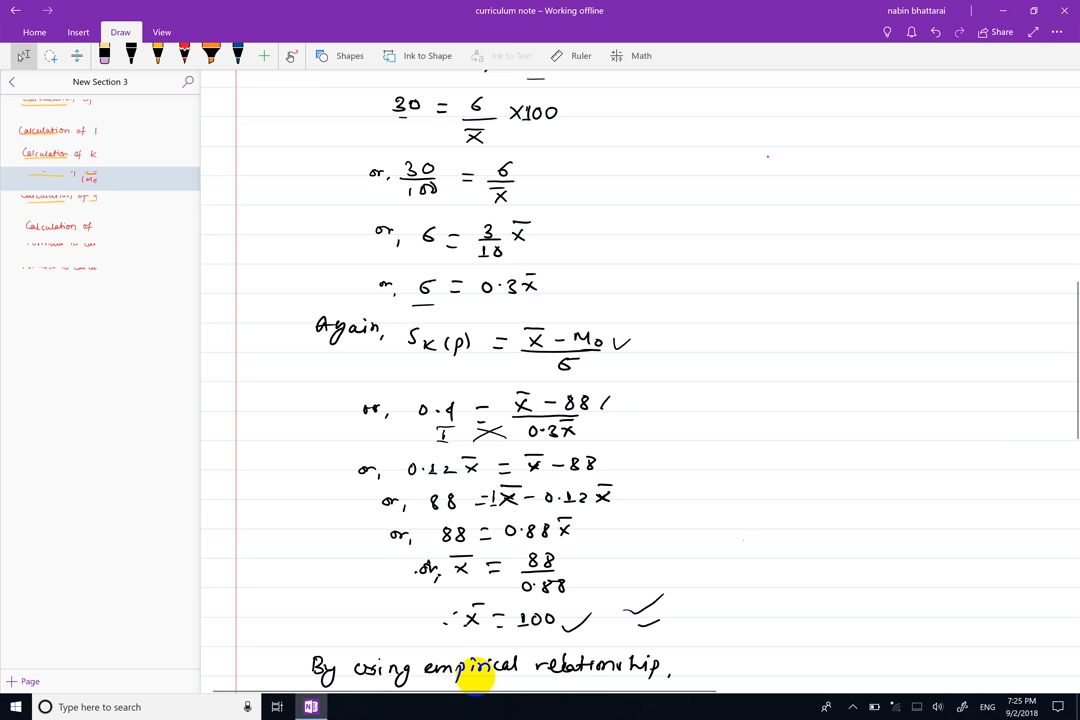 curriculum note – Working offline
nabin bhattarai
Home Insert Draw View
Share
Shapes Ink to Shape Ink to Text Ruler Math
New Section 3
Calculation of
Calculation of k
(Me
Calculation of
Calculation of
30 = 6/x̄ ×100
or, 30/100 = σ/x̄
or, σ = 3/10 x̄
or, σ = 0.3x̄
Again, Sk(p) = x̄ – Mo/σ
or, 0.4/1 = x̄ – 88/0.3x̄
or, 0.12x̄ = x̄ – 88
or, 88 = 1x̄ – 0.12x̄
or, 88 = 0.88x̄
or, x̄ = 88/0.88
∴ x̄ = 100
By using empirical relationship,
Page
Type here to search
ENG
7:25 PM
9/2/2018